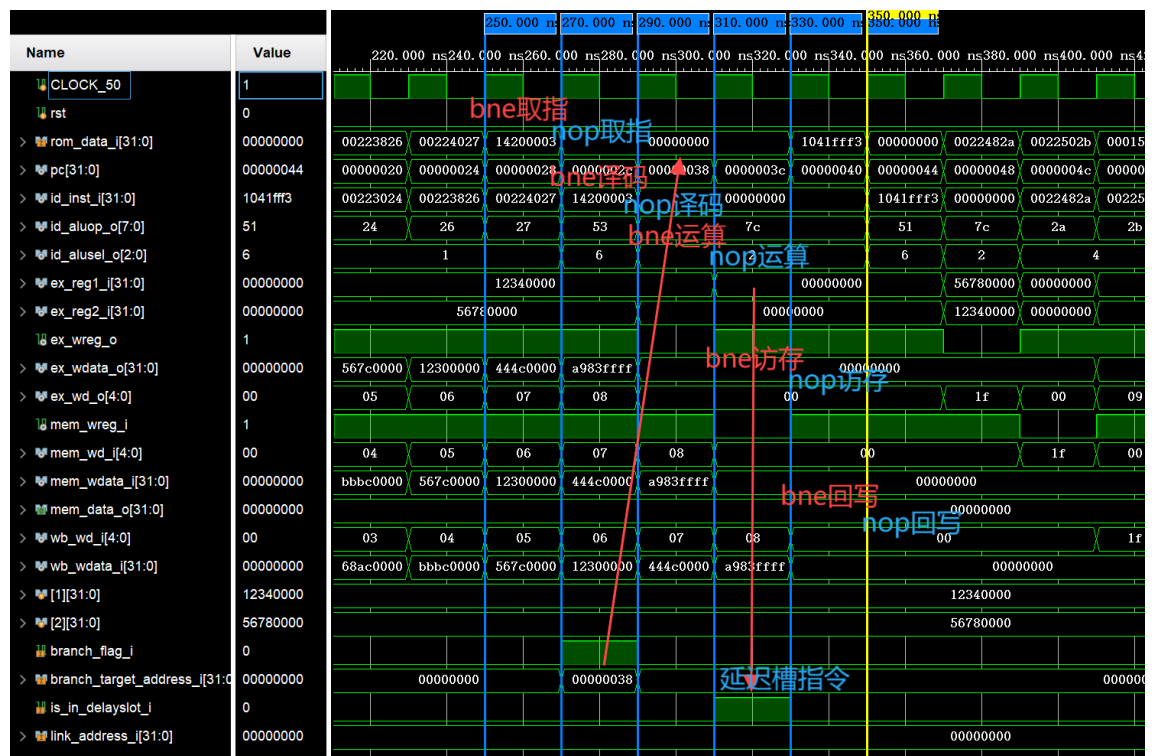 250.000 ns 270.000 ns 290.000 ns 310.000 ns 330.000 ns 350.000 ns
350.000 ns
Name Value
220.000 ns 240.000 ns 260.000 ns 280.000 ns 300.000 ns 320.000 ns 340.000 ns 360.000 ns 380.000 ns 400.000 ns
CLOCK_50 1
bne取指
rst 0
nop取指
rom_data_i[31:0] 00000000 00223826 00224027 14200003 00000000 1041fff3 00000000 0022482a 0022502b 00015
pc[31:0] 00000044 00000020 00000024 00000028 0000002c 00000038 0000003c 00000040 00000044 00000048 0000004c 00000
bne译码
id_inst_i[31:0] 1041fff3 00223024 00223826 00224027 14200003 00000000 1041fff3 00000000 0022482a 00225
nop译码
id_aluop_o[7:0] 51 24 26 27 53 7c 51 7c 2a 2b
bne运算
id_alusel_o[2:0] 6 1 6 2 6 2 4
nop运算
ex_reg1_i[31:0] 00000000 12340000 00000000 56780000 00000000
ex_reg2_i[31:0] 00000000 56780000 00000000 12340000 00000000
ex_wreg_o 1
bne访存
ex_wdata_o[31:0] 00000000 567c0000 12300000 444c0000 a983ffff 00000000
nop访存
ex_wd_o[4:0] 00 05 06 07 08 00 1f 00 09
mem_wreg_i 1
mem_wd_i[4:0] 00 04 05 06 07 08 00 1f 00
mem_wdata_i[31:0] 00000000 bbbc0000 567c0000 12300000 444c0000 a983ffff 00000000
bne回写
mem_data_o[31:0] 00000000 00000000
nop回写
wb_wd_i[4:0] 00 03 04 05 06 07 08 00 1f
wb_wdata_i[31:0] 00000000 68ac0000 bbbc0000 567c0000 12300000 444c0000 a983ffff 00000000
[1][31:0] 12340000 12340000
[2][31:0] 56780000 56780000
branch_flag_i 0
branch_target_address_i[31:0 00000000 00000000 00000038 00000
延迟槽指令
is_in_delayslot_i 0
link_address_i[31:0] 00000000 00000000